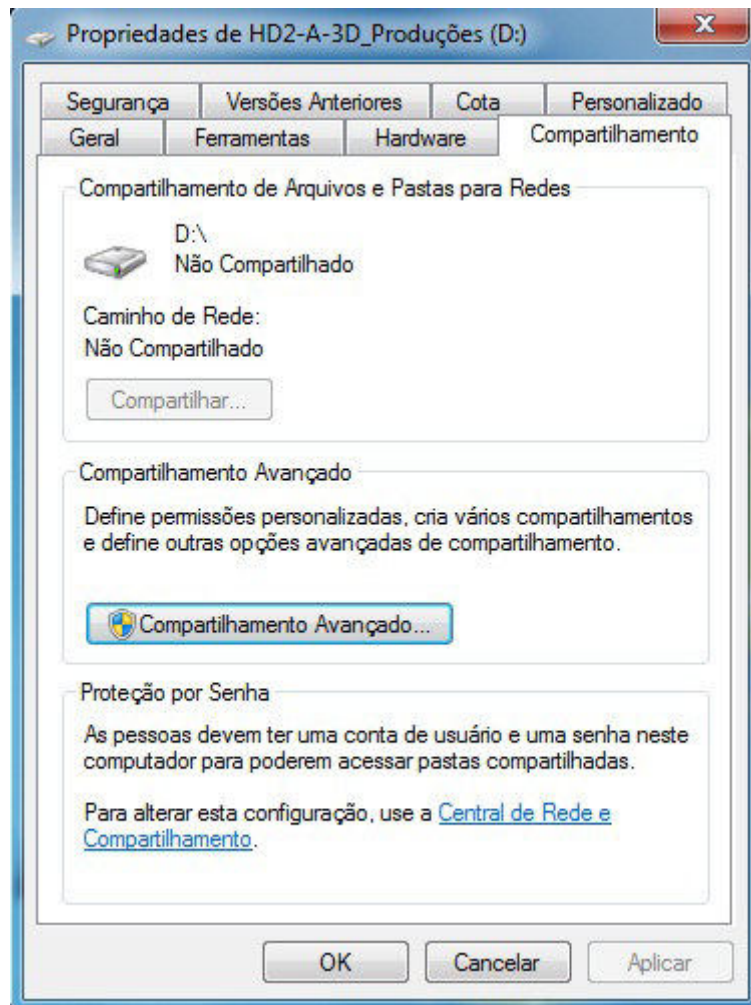 Propriedades de HD2-A-3D_Produções (D:)
Segurança Versões Anteriores Cota Personalizado
Geral Ferramentas Hardware Compartilhamento
Compartilhamento de Arquivos e Pastas para Redes
D:\
Não Compartilhado
Caminho de Rede:
Não Compartilhado
Compartilhar...
Compartilhamento Avançado
Define permissões personalizadas, cria vários compartilhamentos
e define outras opções avançadas de compartilhamento.
Compartilhamento Avançado...
Proteção por Senha
As pessoas devem ter uma conta de usuário e uma senha neste
computador para poderem acessar pastas compartilhadas.
Para alterar esta configuração, use a Central de Rede e
Compartilhamento.
OK Cancelar Aplicar